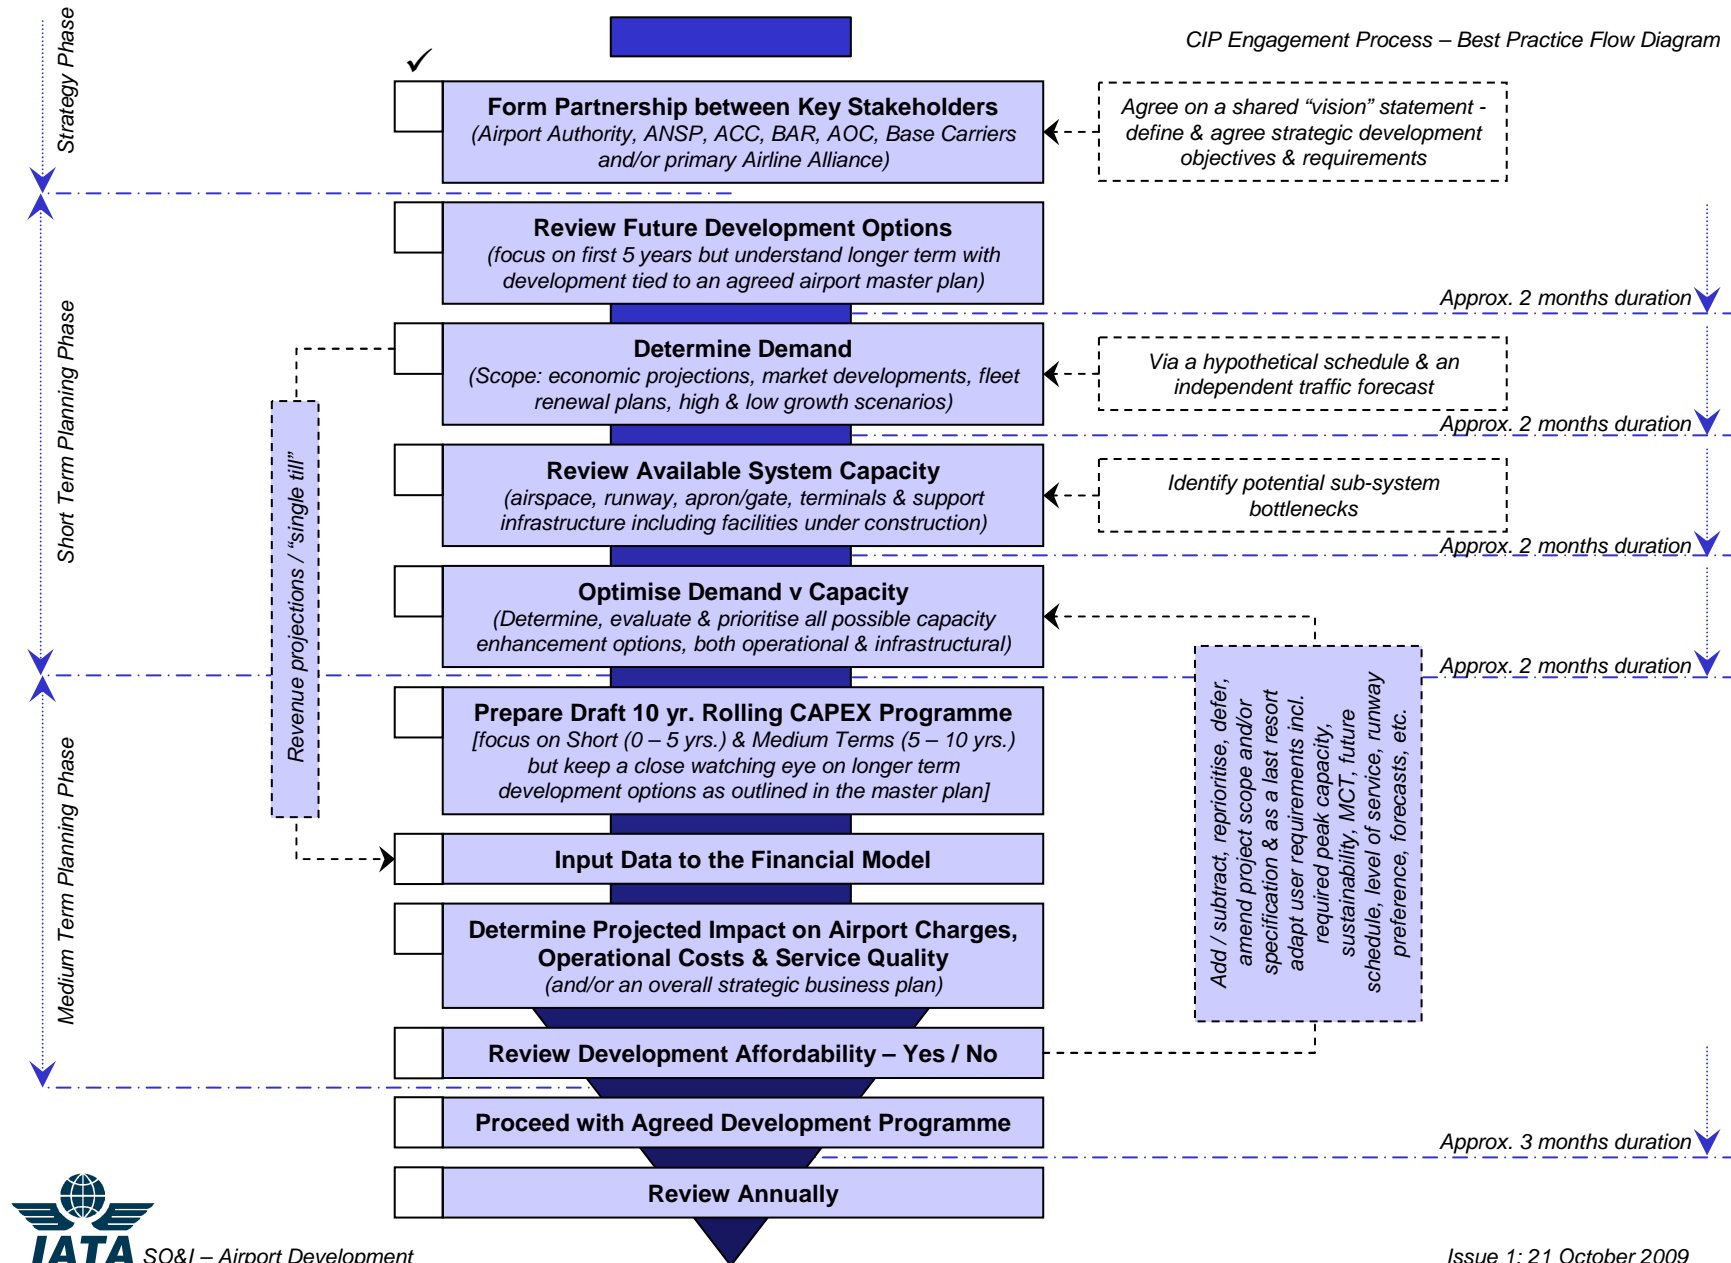 CIP Engagement Process – Best Practice Flow Diagram
Strategy Phase
✓
Form Partnership between Key Stakeholders
(Airport Authority, ANSP, ACC, BAR, AOC, Base Carriers
and/or primary Airline Alliance)
Agree on a shared “vision” statement -
define & agree strategic development
objectives & requirements
Short Term Planning Phase
Review Future Development Options
(focus on first 5 years but understand longer term with
development tied to an agreed airport master plan)
Approx. 2 months duration
Determine Demand
(Scope: economic projections, market developments, fleet
renewal plans, high & low growth scenarios)
Via a hypothetical schedule & an
independent traffic forecast
Approx. 2 months duration
Review Available System Capacity
(airspace, runway, apron/gate, terminals & support
infrastructure including facilities under construction)
Identify potential sub-system
bottlenecks
Approx. 2 months duration
Revenue projections / “single till”
Optimise Demand v Capacity
(Determine, evaluate & prioritise all possible capacity
enhancement options, both operational & infrastructural)
Approx. 2 months duration
Medium Term Planning Phase
Prepare Draft 10 yr. Rolling CAPEX Programme
[focus on Short (0 – 5 yrs.) & Medium Terms (5 – 10 yrs.)
but keep a close watching eye on longer term
development options as outlined in the master plan]
Add / subtract, reprioritise, defer,
amend project scope and/or
specification & as a last resort
adapt user requirements incl.
required peak capacity,
sustainability, MCT, future
schedule, level of service, runway
preference, forecasts, etc.
Input Data to the Financial Model
Determine Projected Impact on Airport Charges,
Operational Costs & Service Quality
(and/or an overall strategic business plan)
Review Development Affordability – Yes / No
Proceed with Agreed Development Programme
Approx. 3 months duration
Review Annually
IATA
SO&I – Airport Development
Issue 1: 21 October 2009